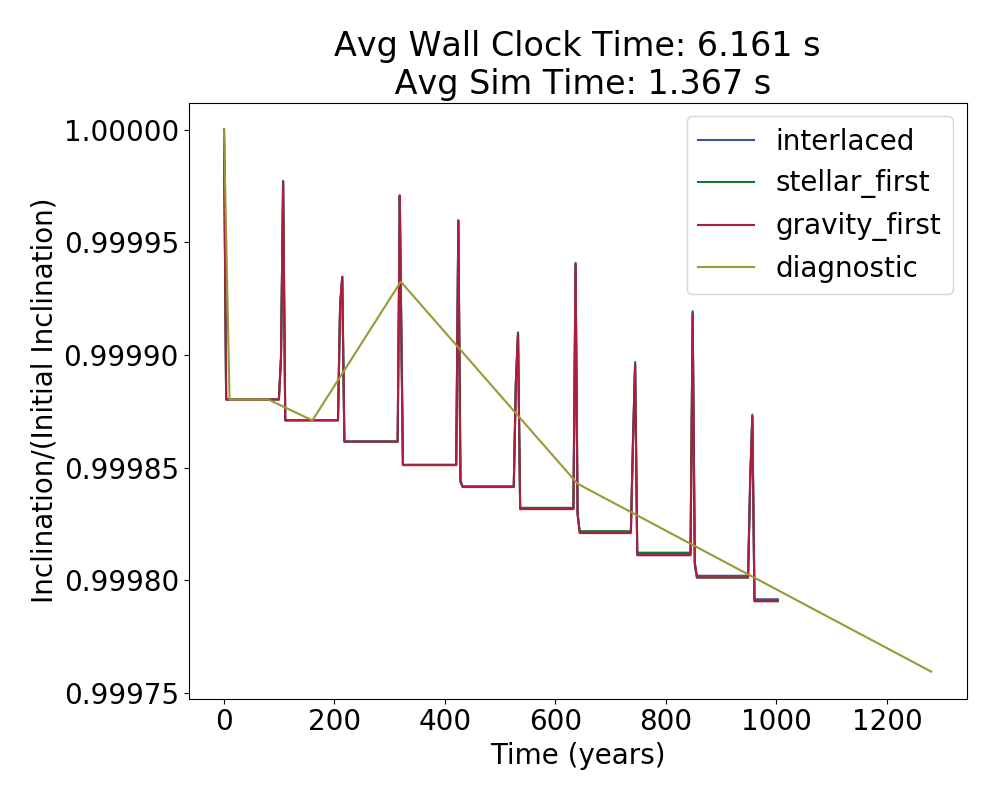 Avg Wall Clock Time: 6.161 s
Avg Sim Time: 1.367 s
1.00000
0.99995
0.99990
0.99985
0.99980
0.99975
Inclination/(Initial Inclination)
interlaced
stellar_first
gravity_first
diagnostic
0 200 400 600 800 1000 1200
Time (years)